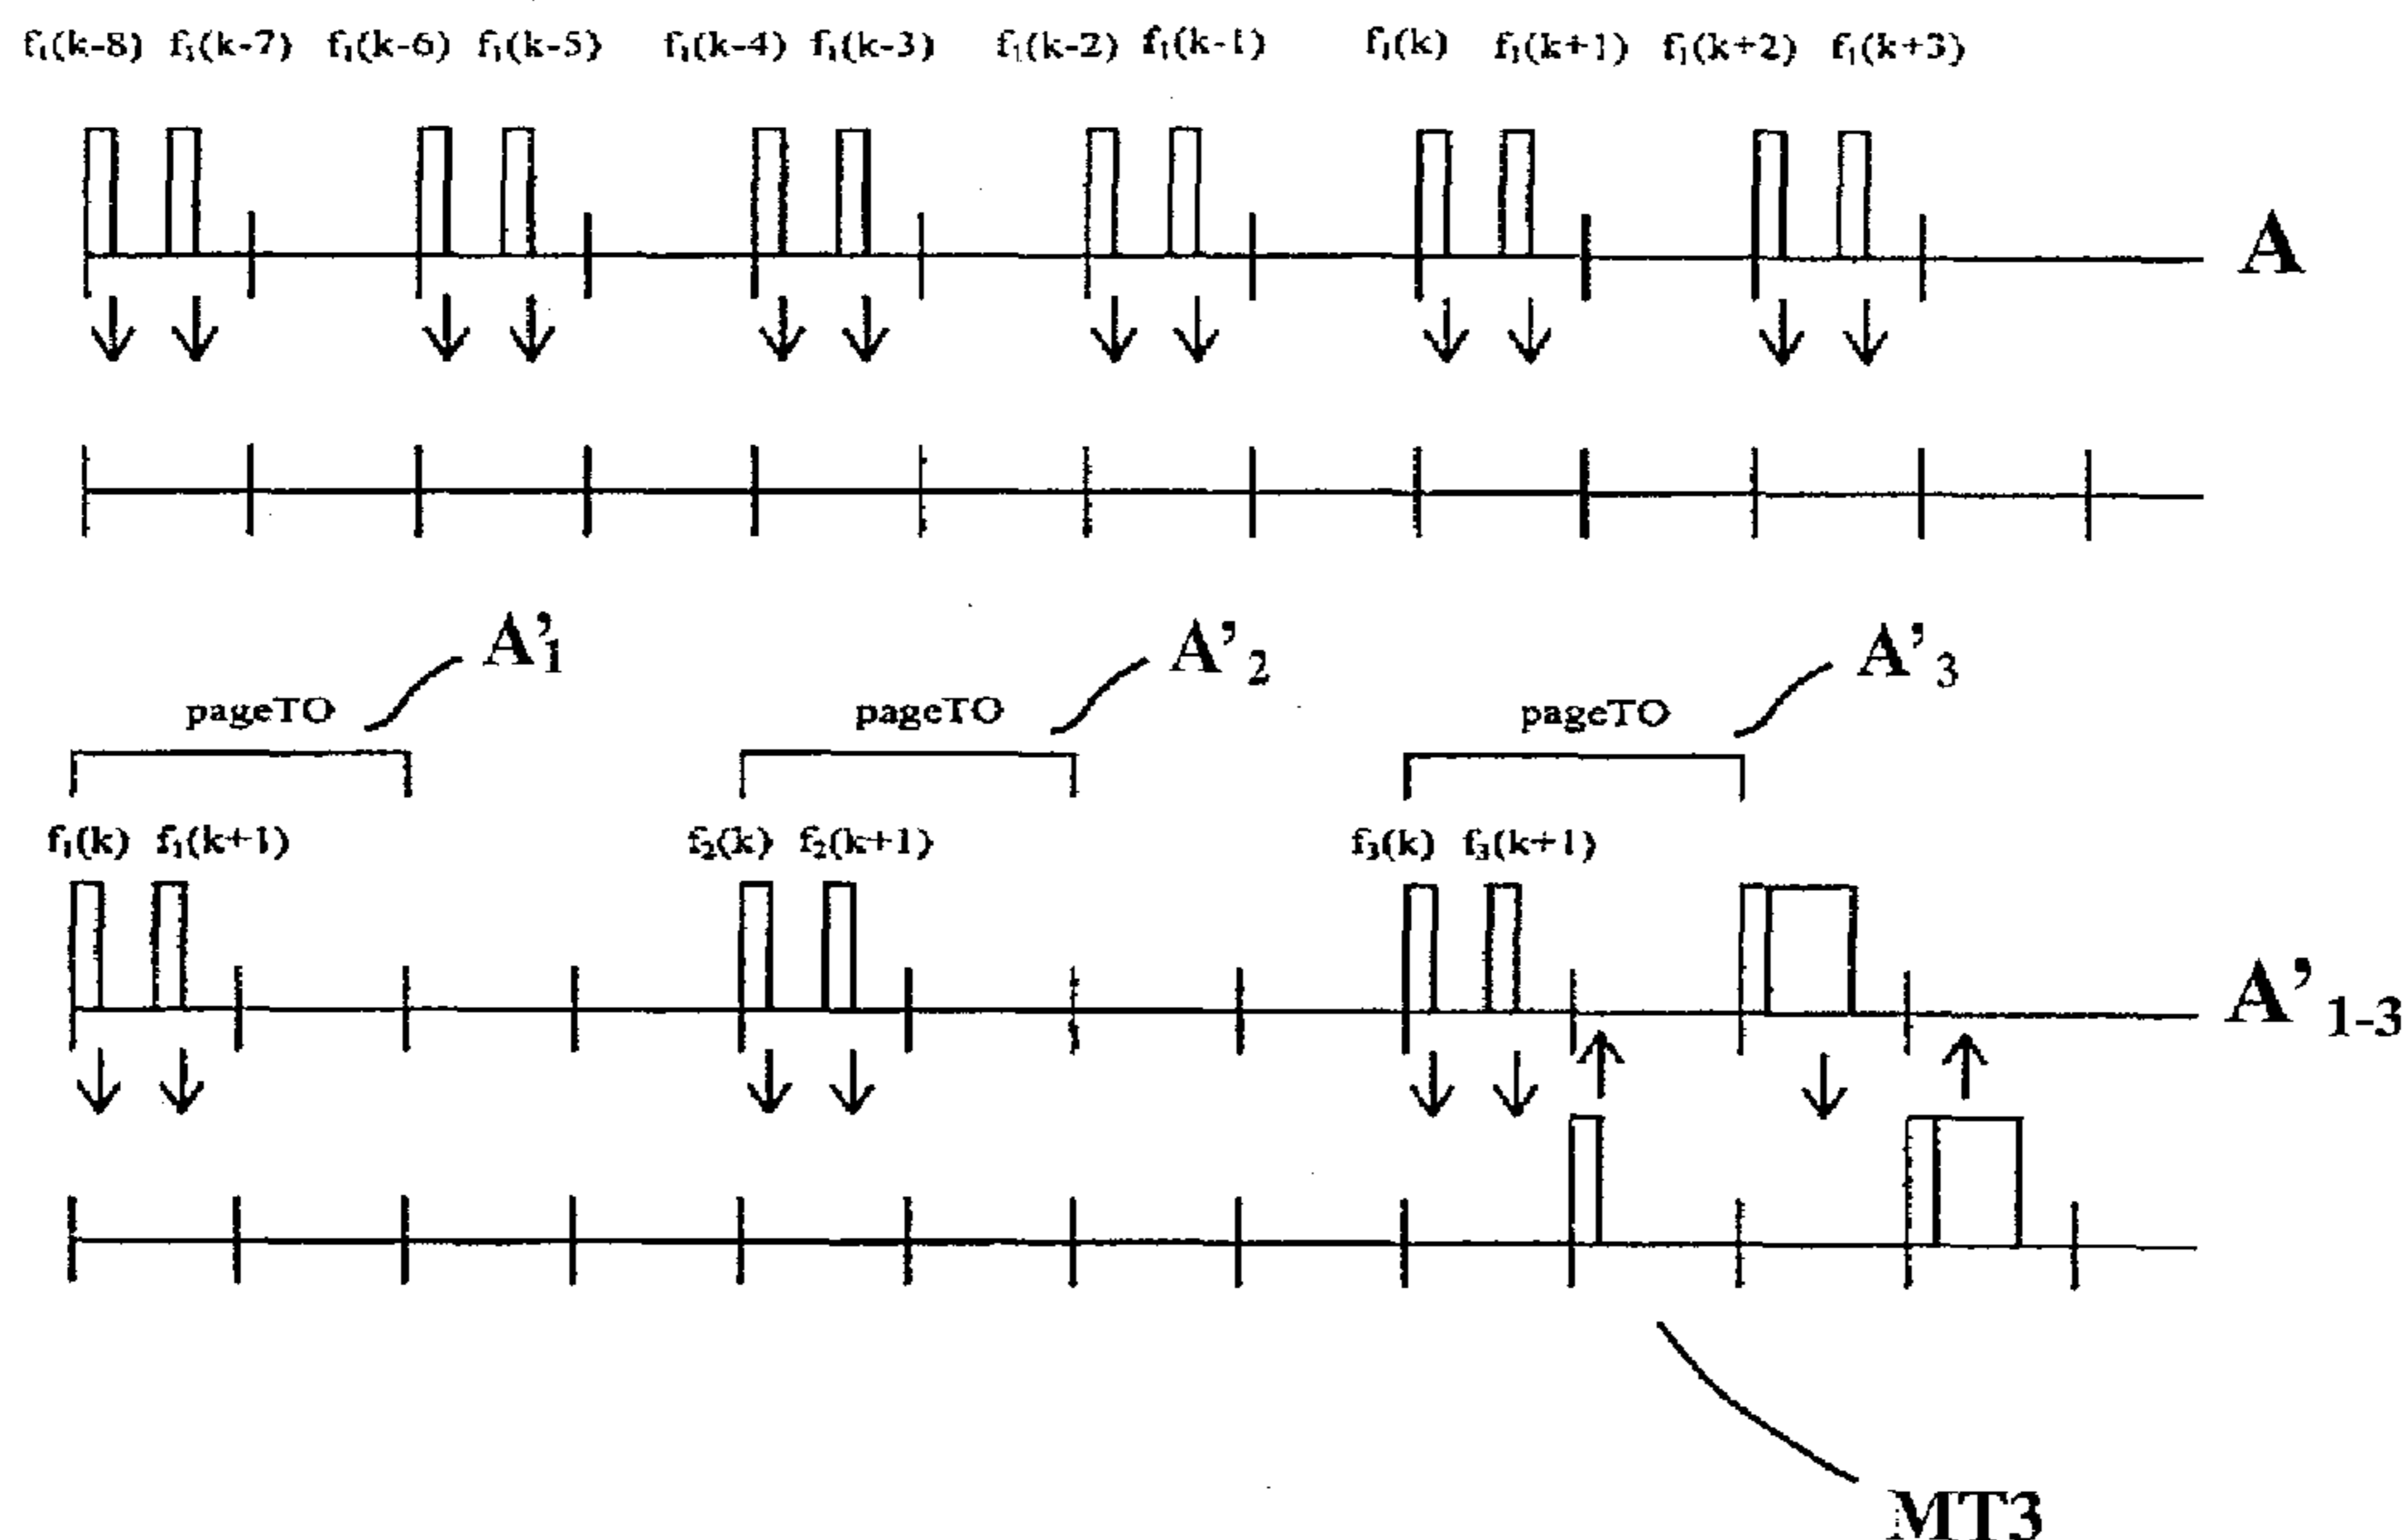 f₁(k-8) f₁(k-7) f₁(k-6) f₁(k-5) f₁(k-4) f₁(k-3) f₁(k-2) f₁(k-1) f₁(k) f₁(k+1) f₁(k+2) f₁(k+3)
A
A'₁ A'₂ A'₃
pageTO pageTO pageTO
f₁(k) f₁(k+1) f₂(k) f₂(k+1) f₃(k) f₃(k+1)
A'₁₋₃
MT3